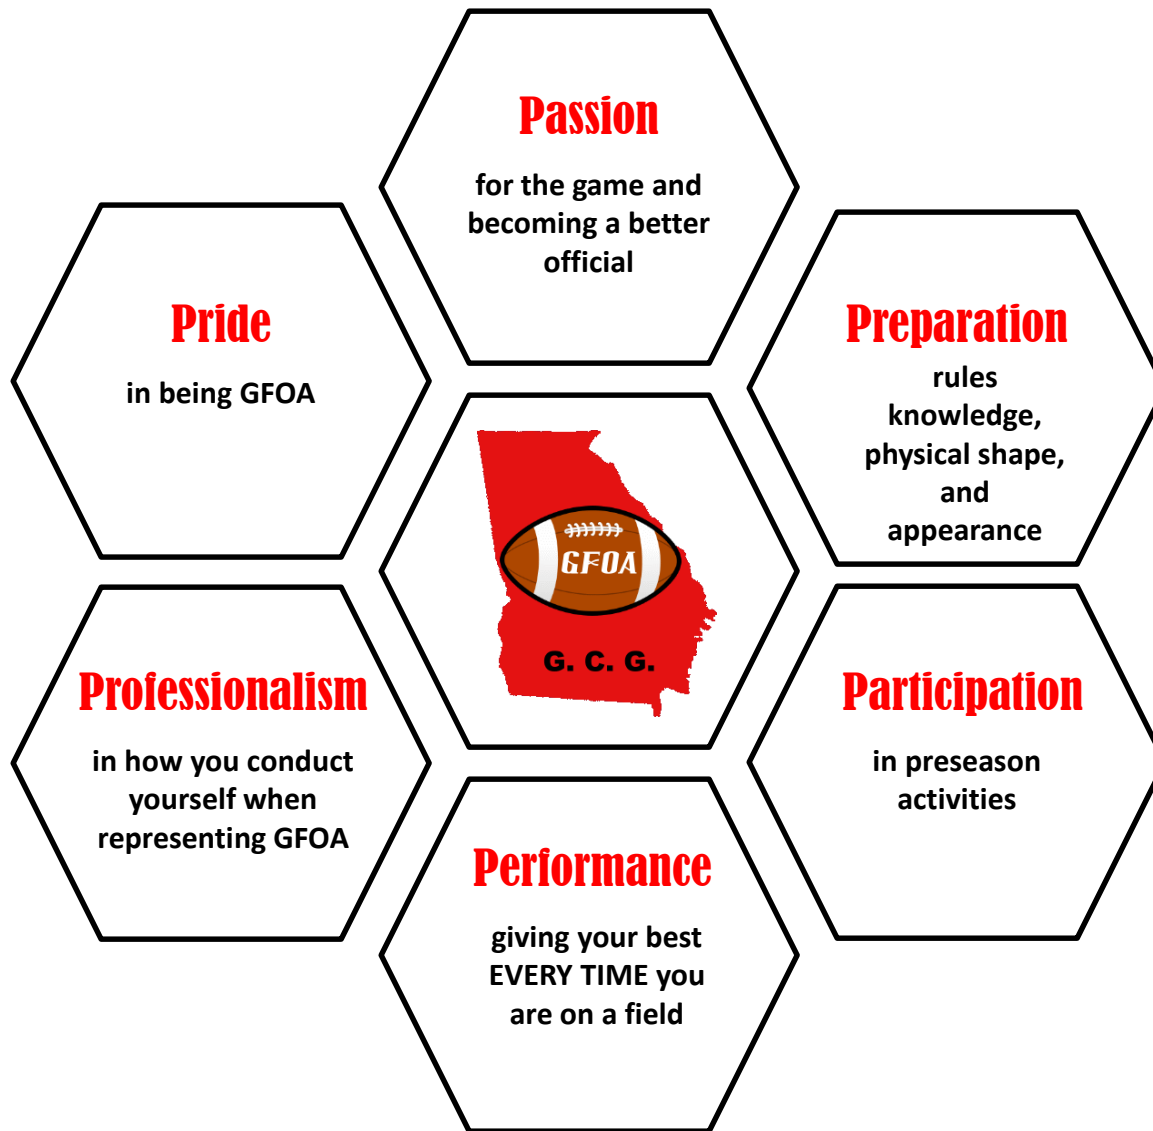 Passion
for the game and
becoming a better
official
Pride
in being GFOA
Preparation
rules
knowledge,
physical shape,
and
appearance
GFOA
G. C. G.
Professionalism
in how you conduct
yourself when
representing GFOA
Participation
in preseason
activities
Performance
giving your best
EVERY TIME you
are on a field